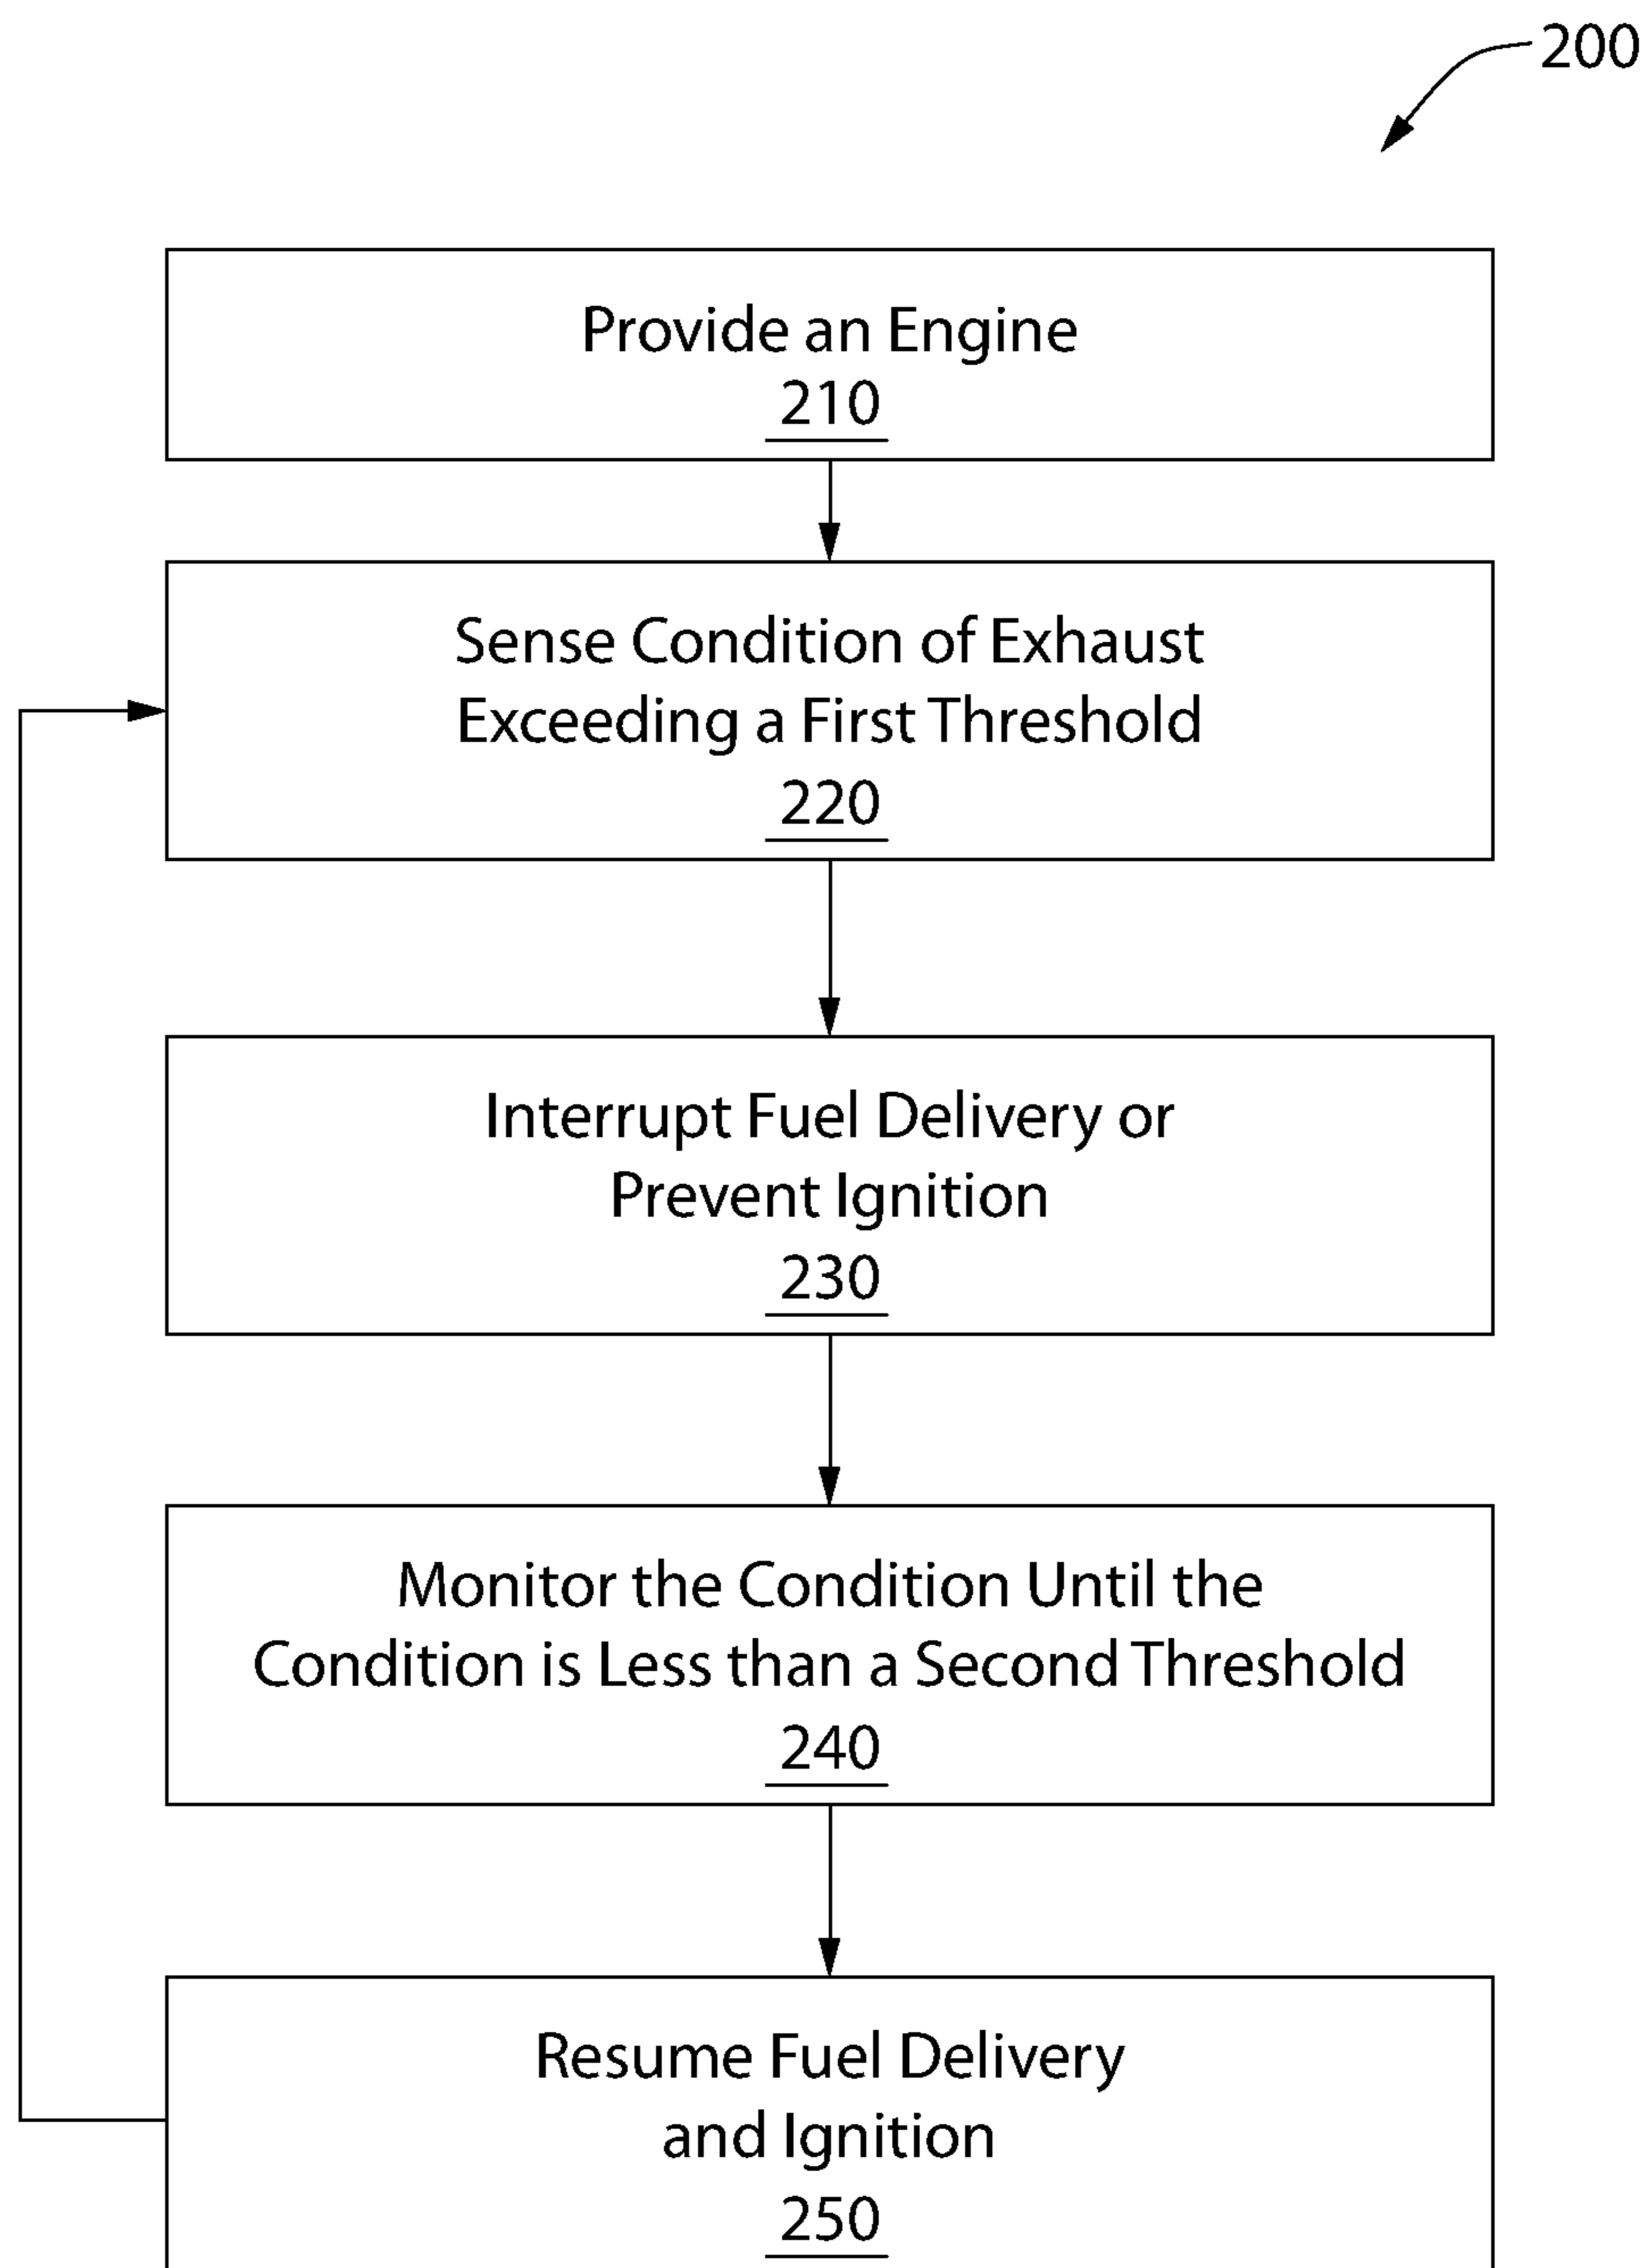 200
Provide an Engine
210
Sense Condition of Exhaust
Exceeding a First Threshold
220
Interrupt Fuel Delivery or
Prevent Ignition
230
Monitor the Condition Until the
Condition is Less than a Second Threshold
240
Resume Fuel Delivery
and Ignition
250